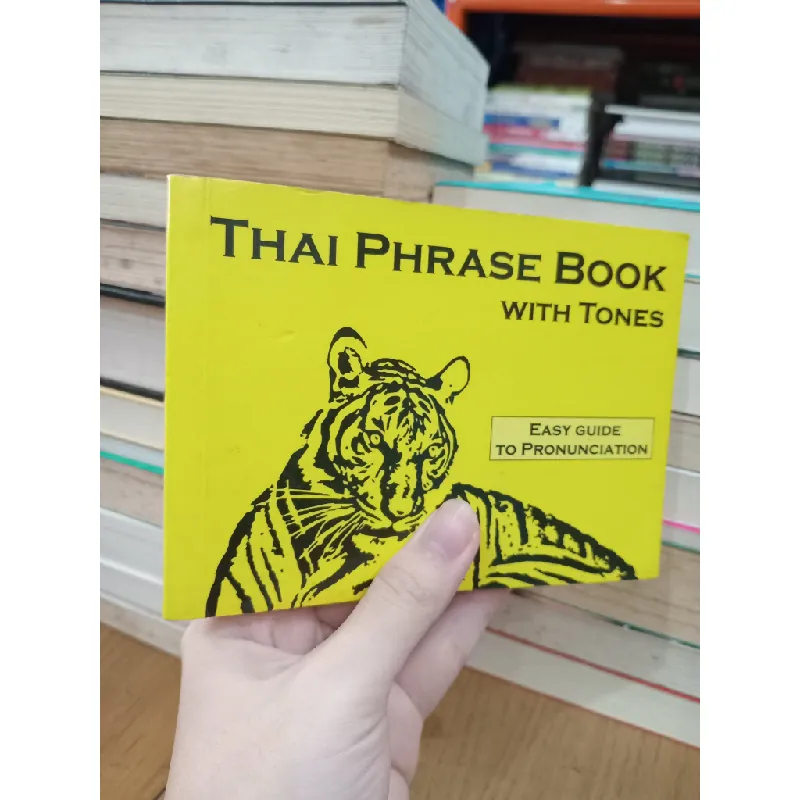 THAI PHRASE BOOK
WITH TONES
EASY GUIDE
TO PRONUNCIATION